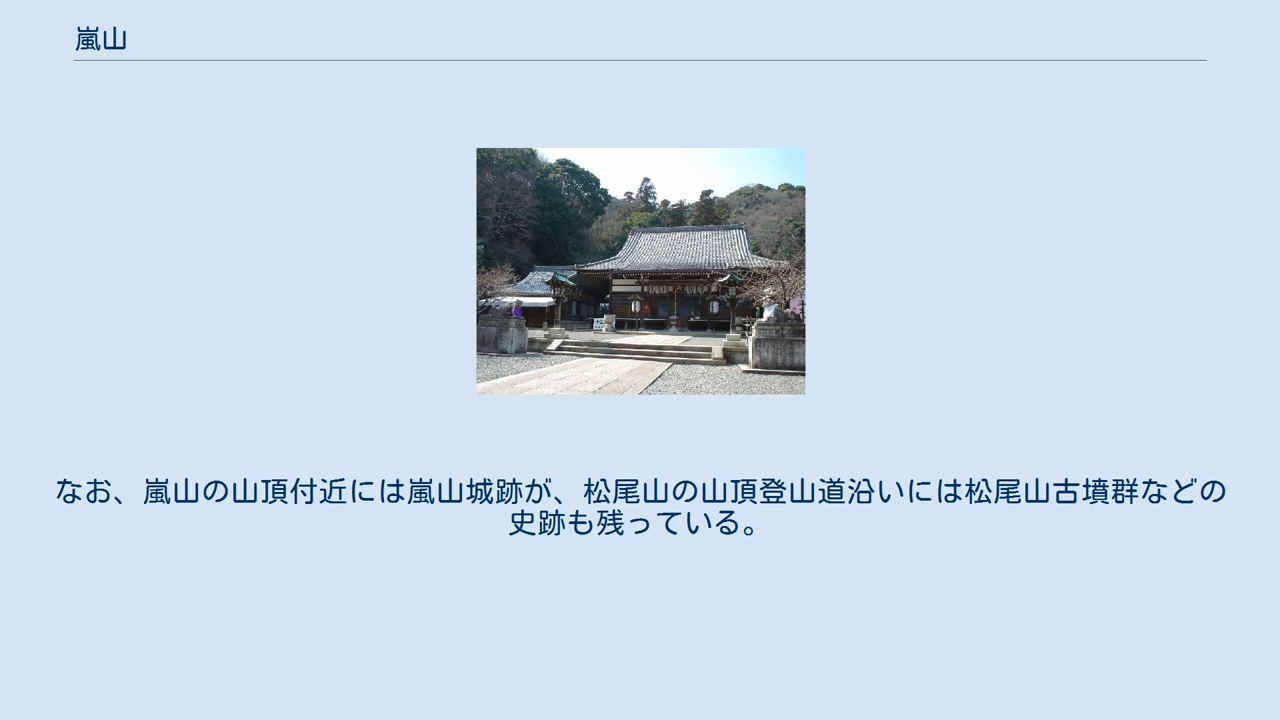 嵐山
なお、嵐山の山頂付近には嵐山城跡が、松尾山の山頂登山道沿いには松尾山古墳群などの
史跡も残っている。